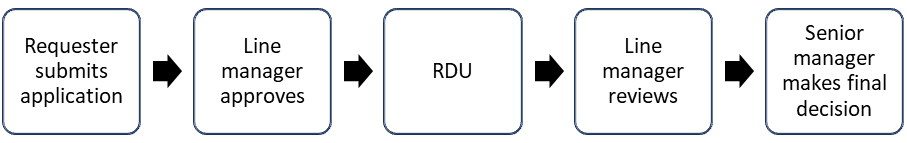 Requester
submits
application
Line
manager
approves
RDU
Line
manager
reviews
Senior
manager
makes final
decision